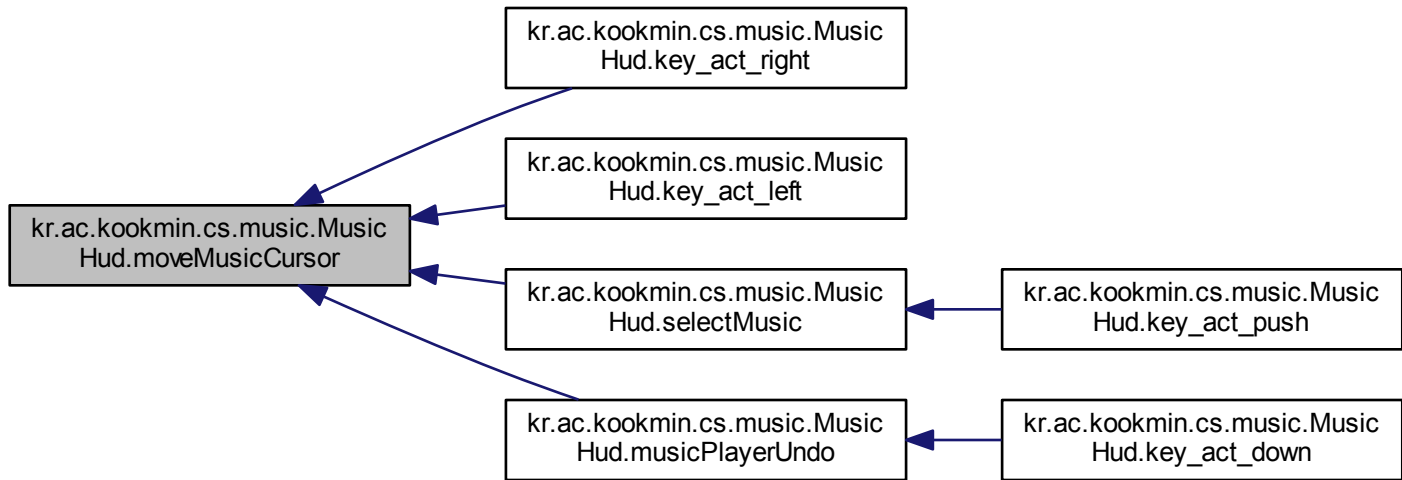 kr.ac.kookmin.cs.music.Music
Hud.key_act_right
kr.ac.kookmin.cs.music.Music
Hud.key_act_left
kr.ac.kookmin.cs.music.Music
Hud.moveMusicCursor
kr.ac.kookmin.cs.music.Music
Hud.selectMusic
kr.ac.kookmin.cs.music.Music
Hud.key_act_push
kr.ac.kookmin.cs.music.Music
Hud.musicPlayerUndo
kr.ac.kookmin.cs.music.Music
Hud.key_act_down